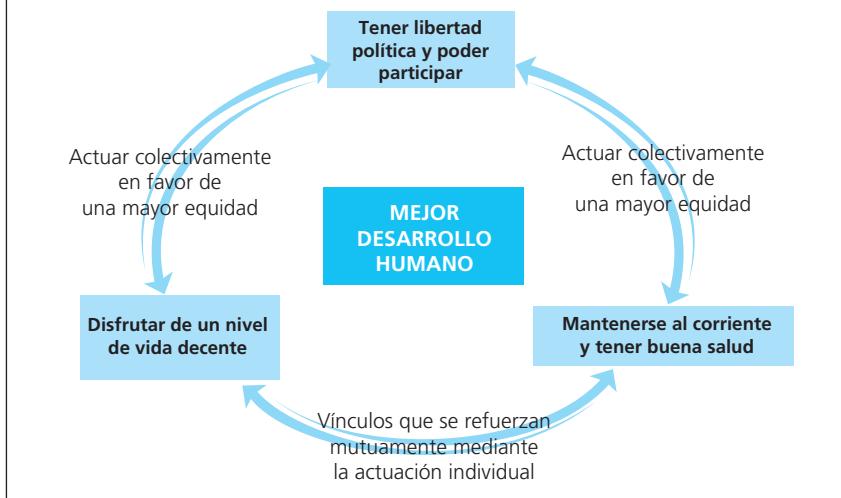 Tener libertad
política y poder
participar
Actuar colectivamente
en favor de
una mayor equidad
Actuar colectivamente
en favor de
una mayor equidad
MEJOR
DESARROLLO
HUMANO
Disfrutar de un nivel
de vida decente
Mantenerse al corriente
y tener buena salud
Vínculos que se refuerzan
mutuamente mediante
la actuación individual